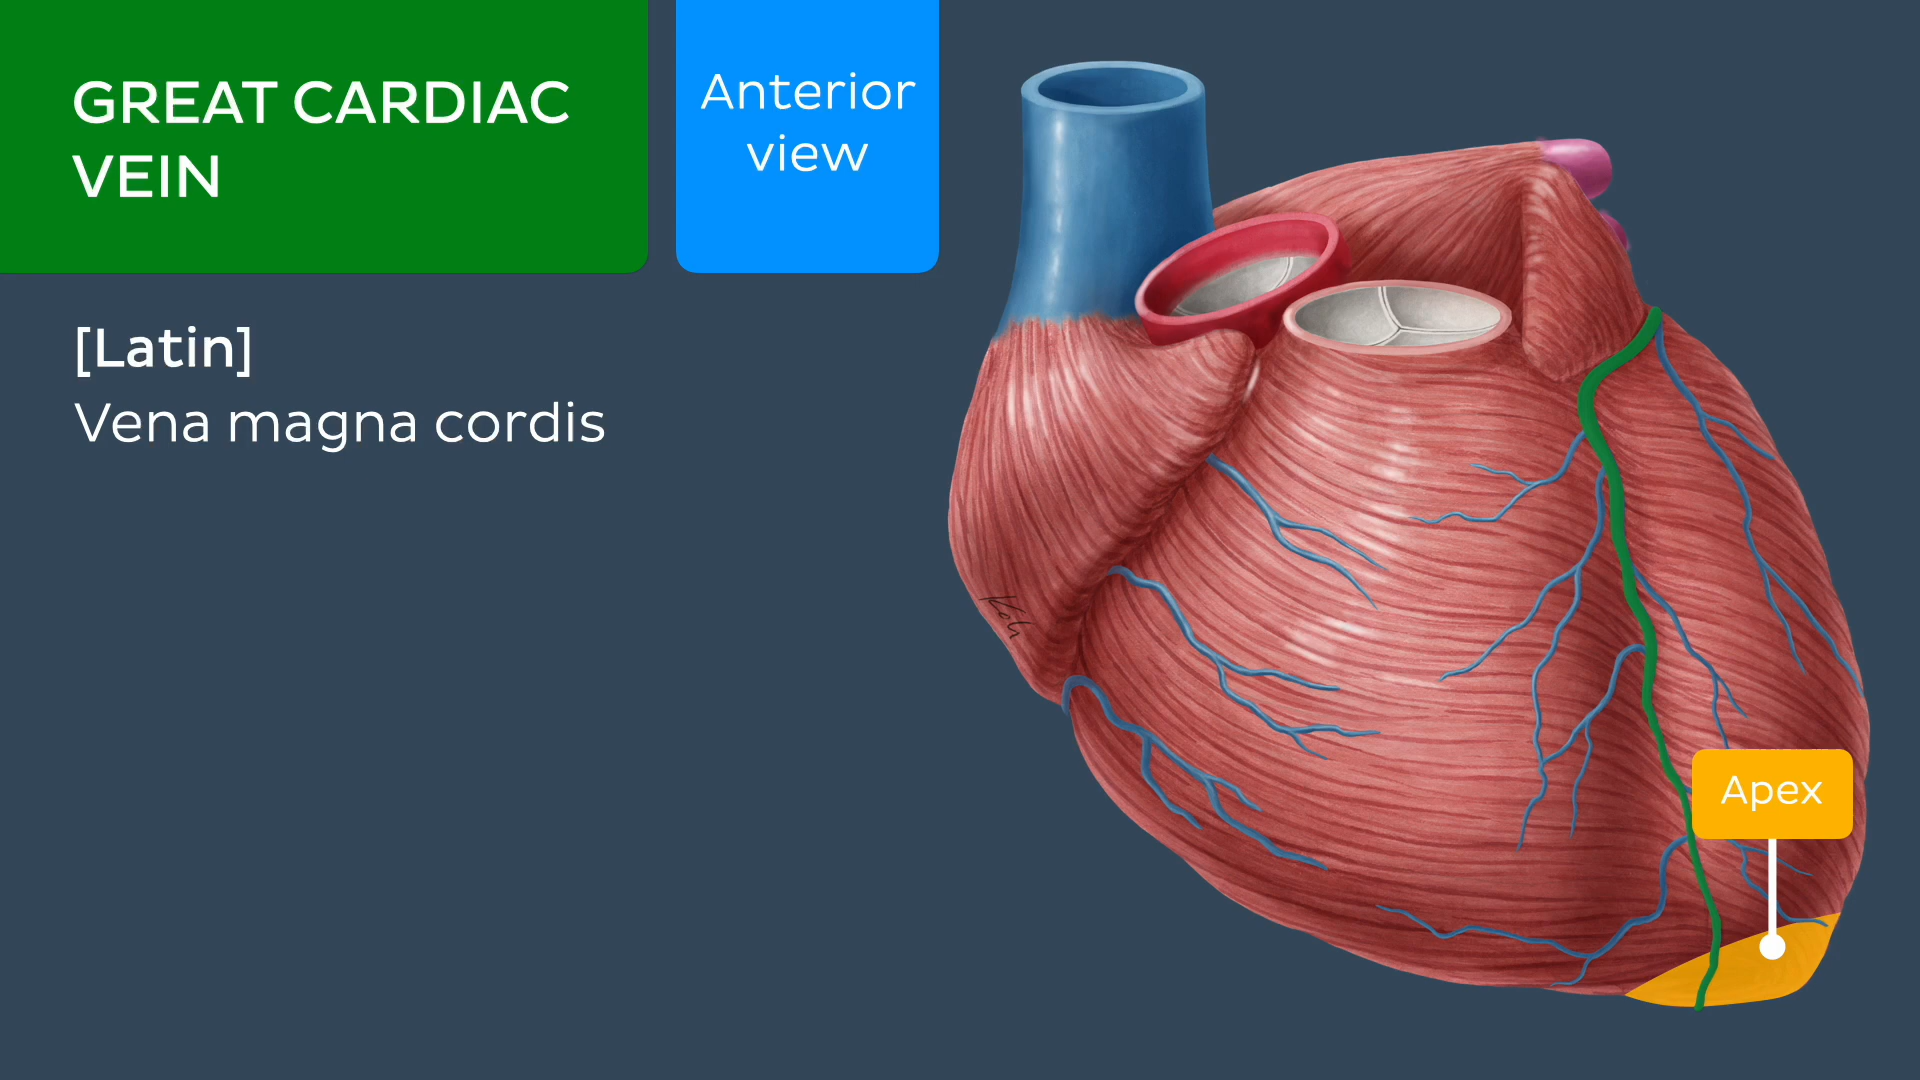 GREAT CARDIAC
VEIN
Anterior
view
[Latin]
Vena magna cordis
Apex